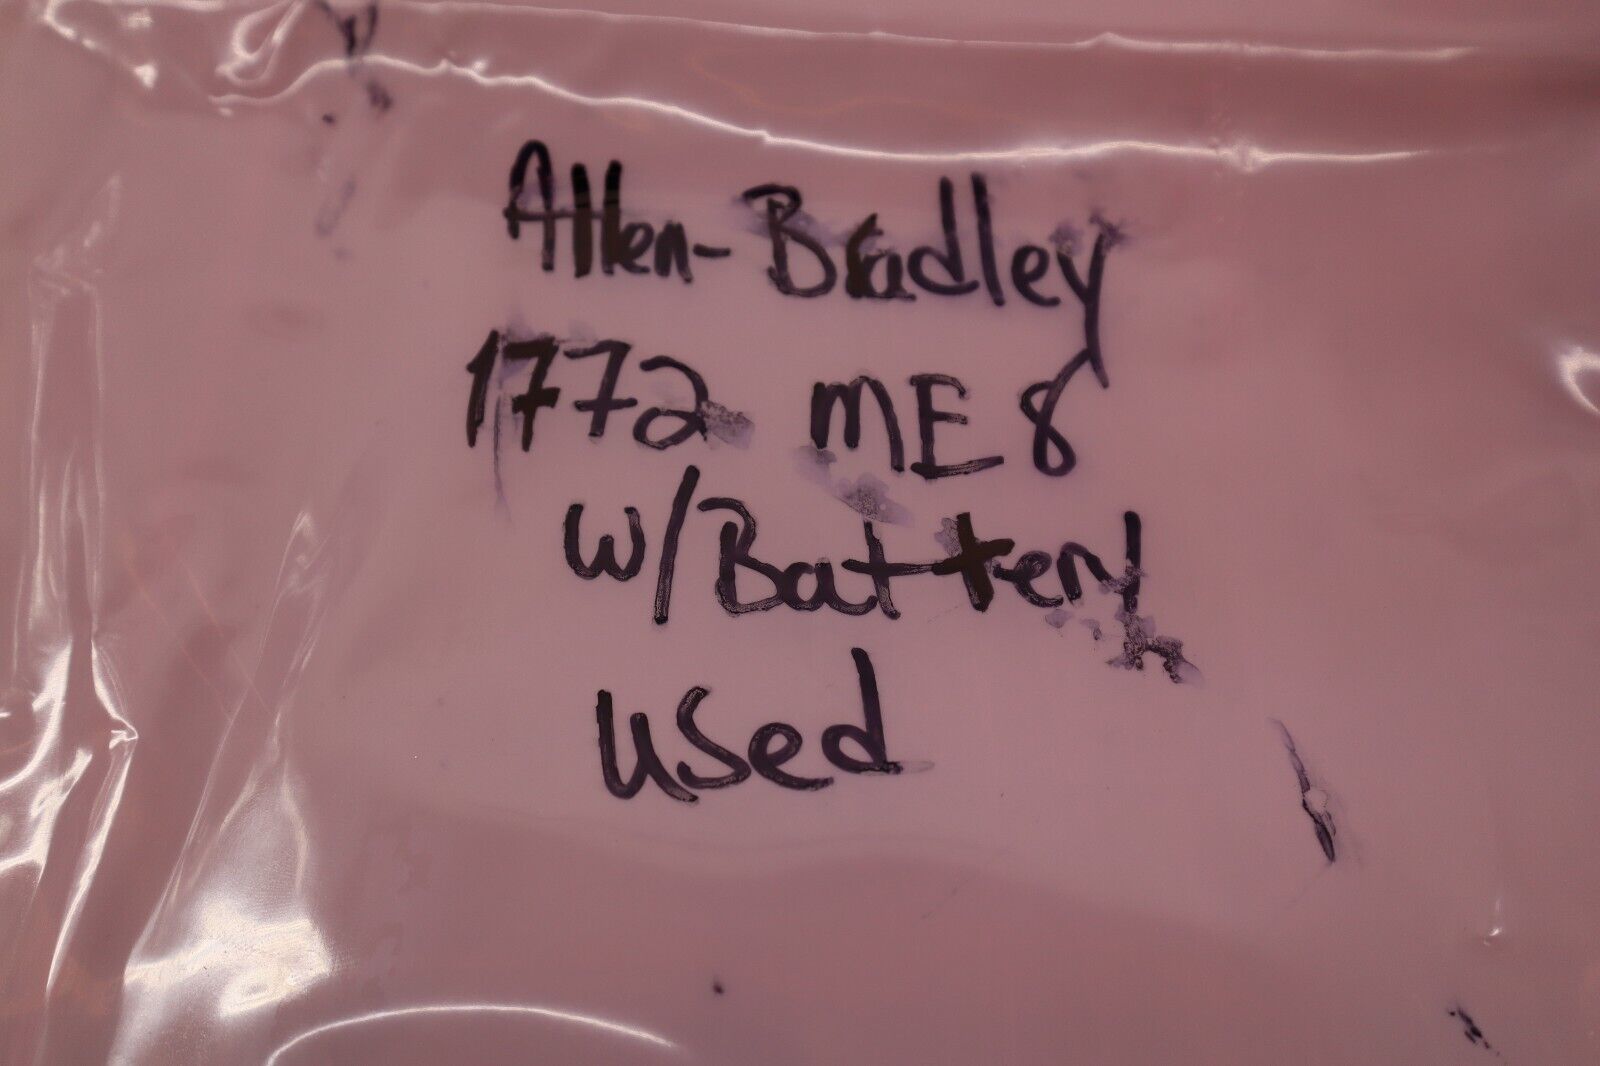 Allen-Bradley
1772 ME8
W/Battery
Used